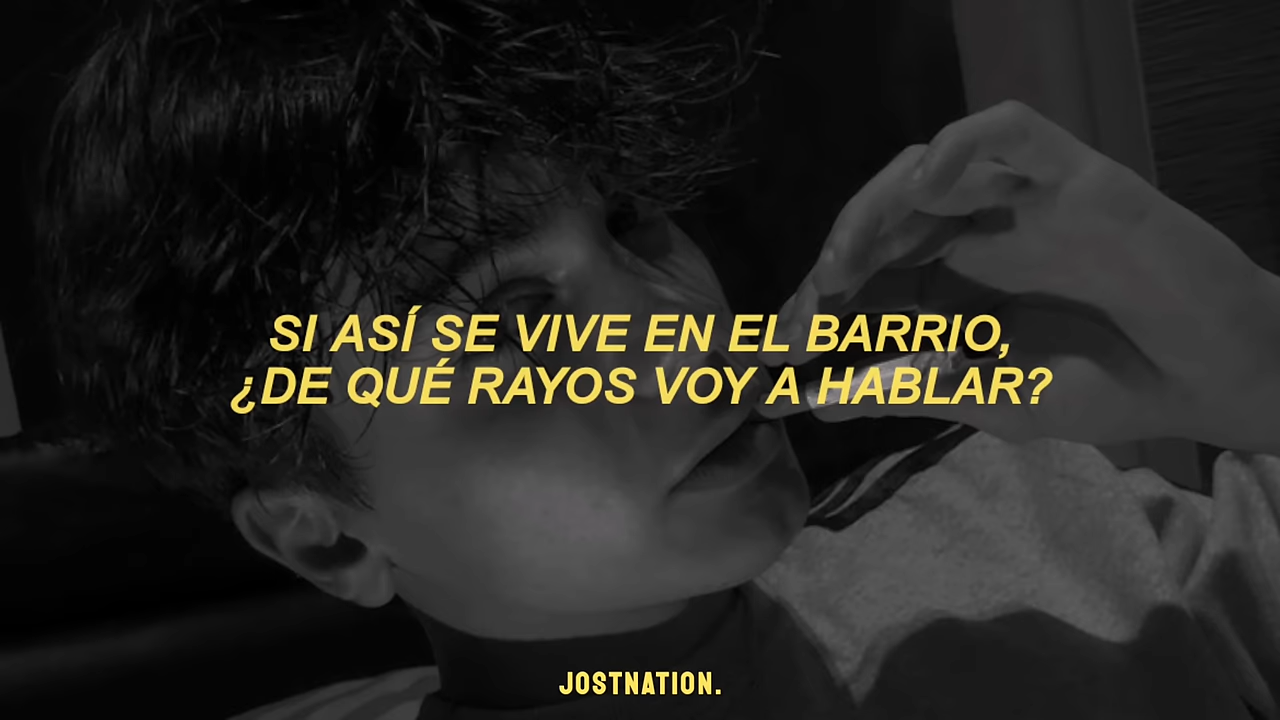 SI ASÍ SE VIVE EN EL BARRIO,
¿DE QUÉ RAYOS VOY A HABLAR?
JOSTNATION.